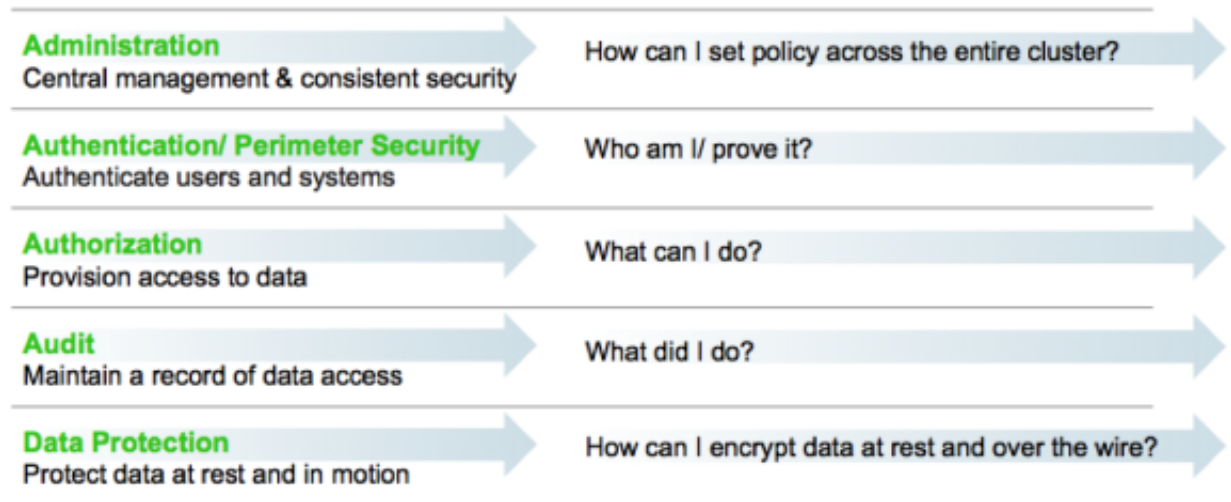 Administration
Central management & consistent security
How can I set policy across the entire cluster?
Authentication/ Perimeter Security
Authenticate users and systems
Who am I/ prove it?
Authorization
Provision access to data
What can I do?
Audit
Maintain a record of data access
What did I do?
Data Protection
Protect data at rest and in motion
How can I encrypt data at rest and over the wire?